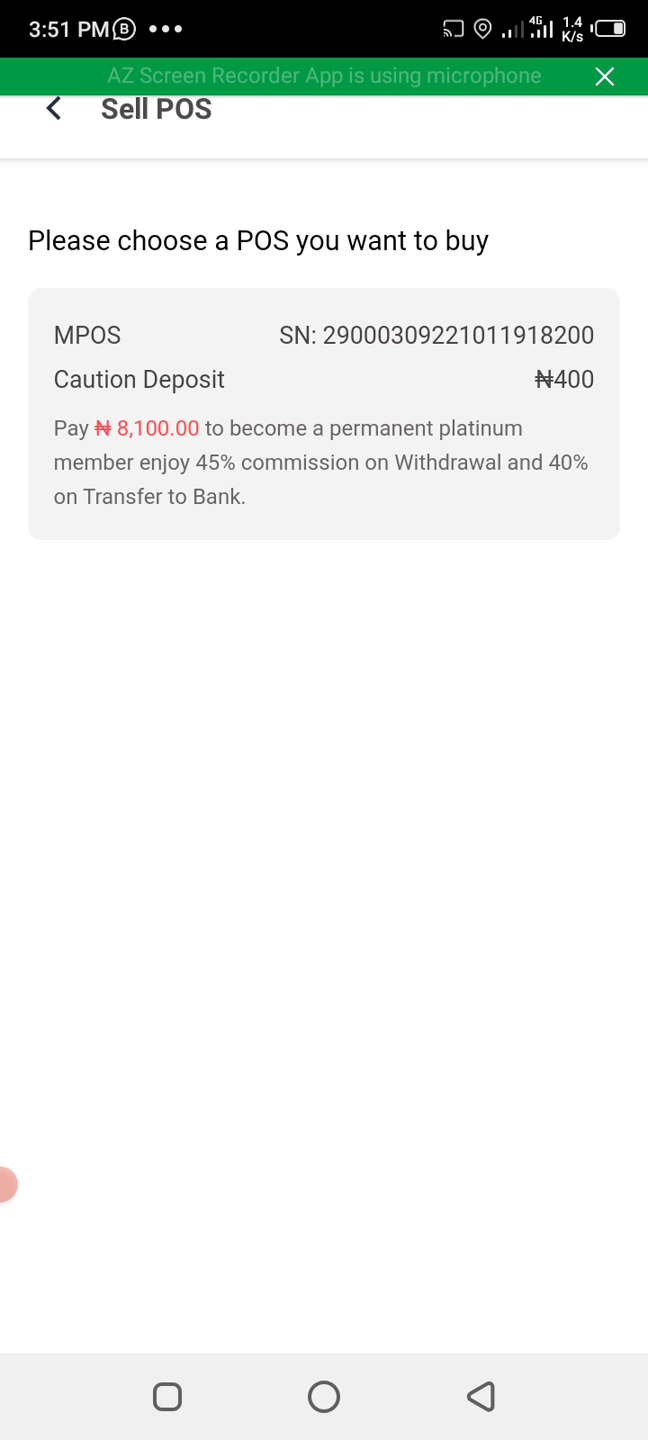 3:51 PM B
4G 1.4
K/s
AZ Screen Recorder App is using microphone
Sell POS
Please choose a POS you want to buy
MPOS SN: 29000309221011918200
Caution Deposit ₦400
Pay ₦ 8,100.00 to become a permanent platinum
member enjoy 45% commission on Withdrawal and 40%
on Transfer to Bank.